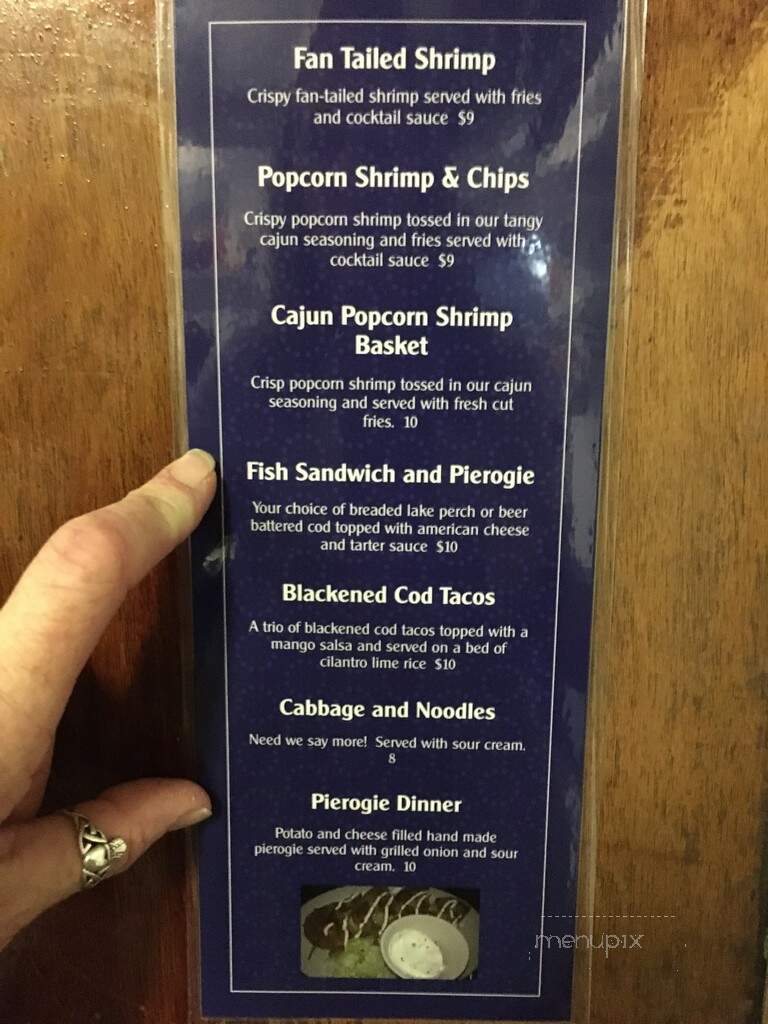 Fan Tailed Shrimp
Crispy fan-tailed shrimp served with fries
and cocktail sauce $9
Popcorn Shrimp & Chips
Crispy popcorn shrimp tossed in our tangy
cajun seasoning and fries served with
cocktail sauce $9
Cajun Popcorn Shrimp
Basket
Crisp popcorn shrimp tossed in our cajun
seasoning and served with fresh cut
fries. 10
Fish Sandwich and Pierogie
Your choice of breaded lake perch or beer
battered cod topped with american cheese
and tarter sauce $10
Blackened Cod Tacos
A trio of blackened cod tacos topped with a
mango salsa and served on a bed of
cilantro lime rice $10
Cabbage and Noodles
Need we say more! Served with sour cream.
8
Pierogie Dinner
Potato and cheese filled hand made
pierogie served with grilled onion and sour
cream. 10
menupix